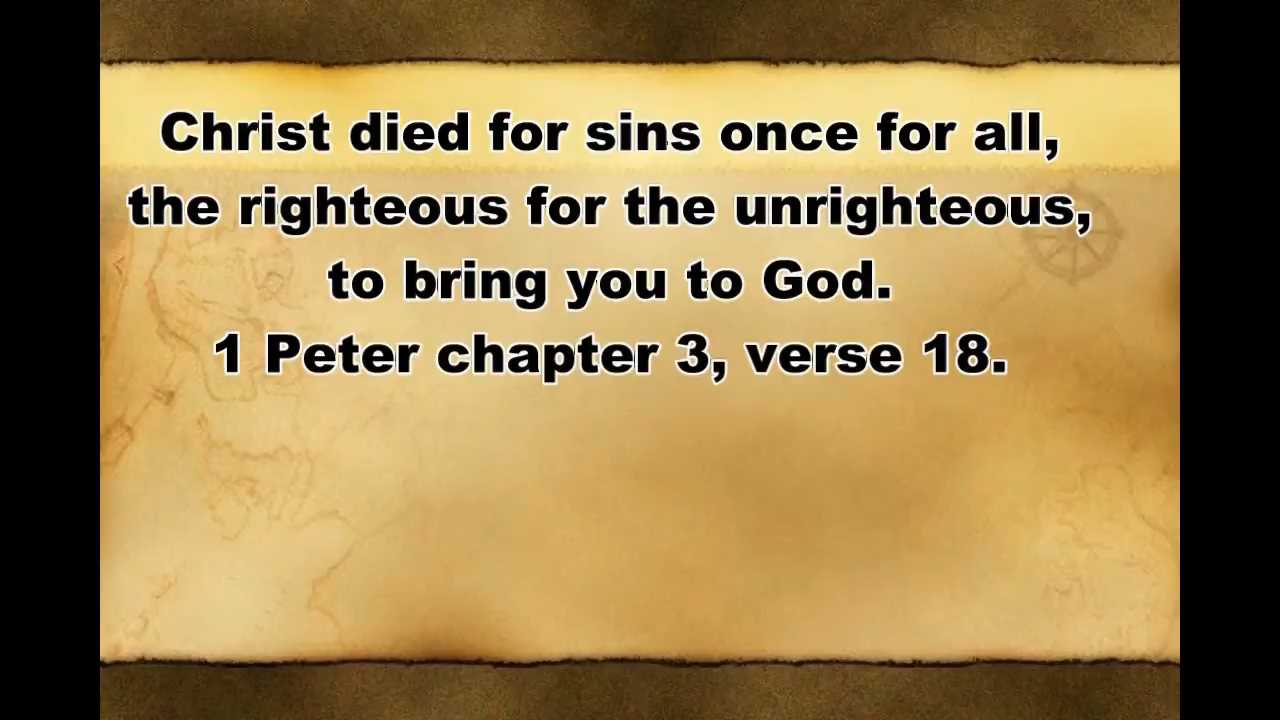 Christ died for sins once for all,
the righteous for the unrighteous,
to bring you to God.
1 Peter chapter 3, verse 18.